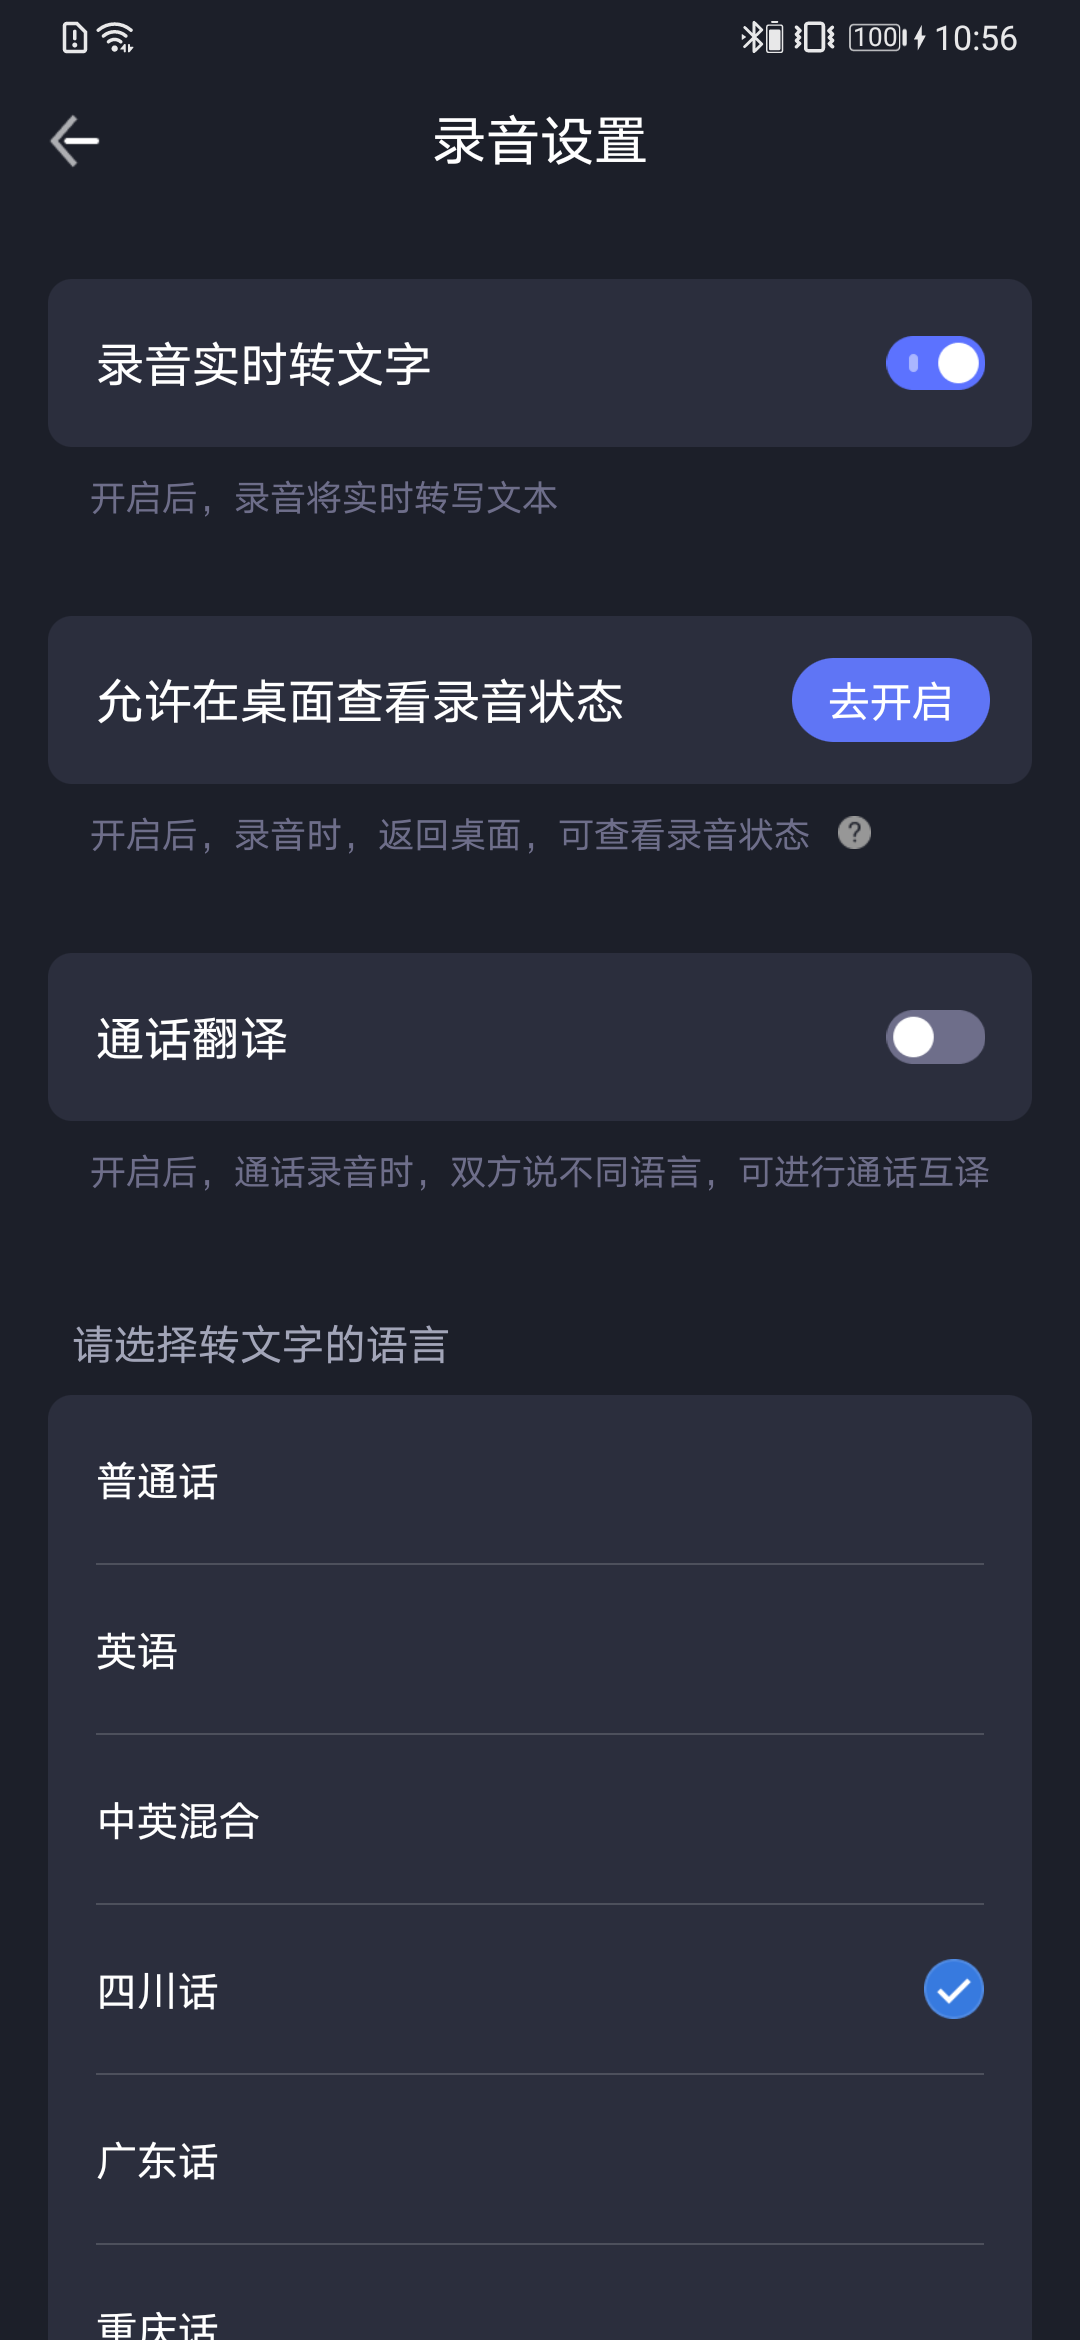 100 10:56
录音设置
录音实时转文字
开启后，录音将实时转写文本
允许在桌面查看录音状态 去开启
开启后，录音时，返回桌面，可查看录音状态 ?
通话翻译
开启后，通话录音时，双方说不同语言，可进行通话互译
请选择转文字的语言
普通话
英语
中英混合
四川话
广东话
重庆话